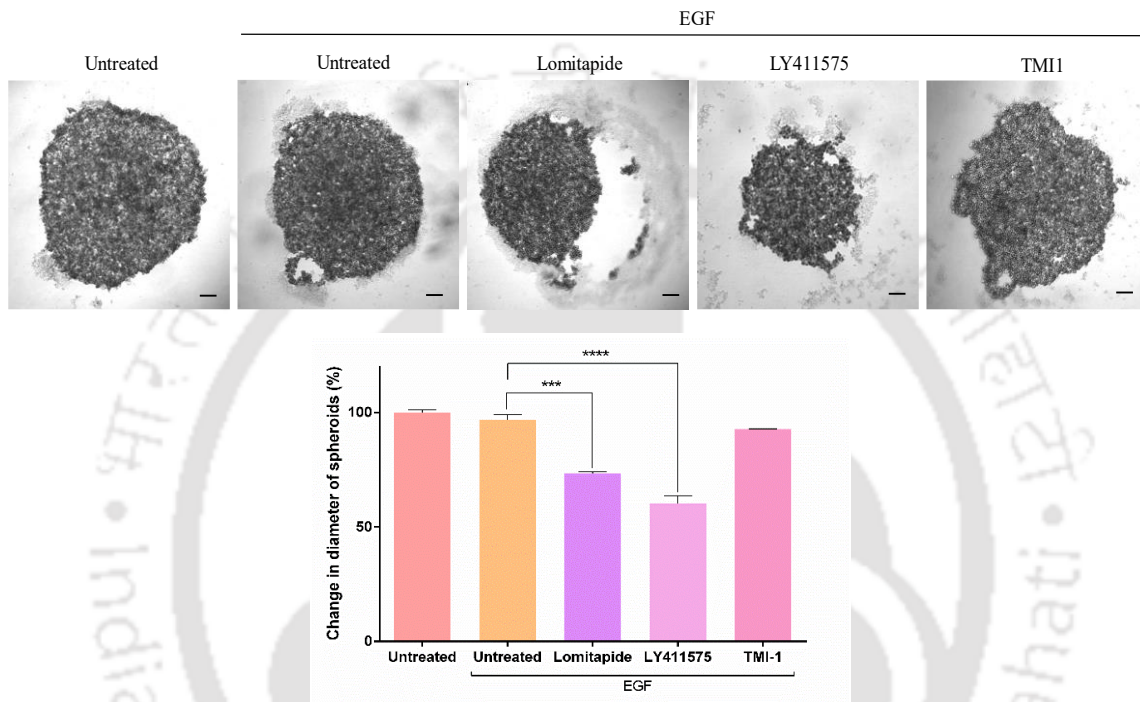 EGF
Untreated
Untreated
Lomitapide
LY411575
TMI1
Change in diameter of spheroids (%)
100
50
0
****
***
Untreated
Untreated
Lomitapide
LY411575
TMI-1
EGF